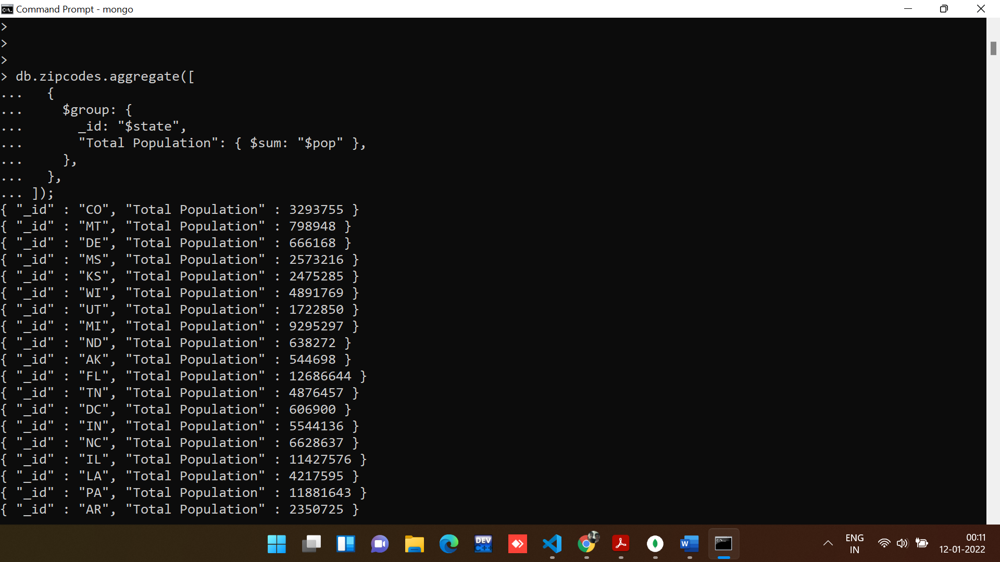 Command Prompt - mongo
>
>
>
> db.zipcodes.aggregate([
...   {
...     $group: {
...       _id: "$state",
...       "Total Population": { $sum: "$pop" },
...     },
...   },
... ]);
{ "_id" : "CO", "Total Population" : 3293755 }
{ "_id" : "MT", "Total Population" : 798948 }
{ "_id" : "DE", "Total Population" : 666168 }
{ "_id" : "MS", "Total Population" : 2573216 }
{ "_id" : "KS", "Total Population" : 2475285 }
{ "_id" : "WI", "Total Population" : 4891769 }
{ "_id" : "UT", "Total Population" : 1722850 }
{ "_id" : "MI", "Total Population" : 9295297 }
{ "_id" : "ND", "Total Population" : 638272 }
{ "_id" : "AK", "Total Population" : 544698 }
{ "_id" : "FL", "Total Population" : 12686644 }
{ "_id" : "TN", "Total Population" : 4876457 }
{ "_id" : "DC", "Total Population" : 606900 }
{ "_id" : "IN", "Total Population" : 5544136 }
{ "_id" : "NC", "Total Population" : 6628637 }
{ "_id" : "IL", "Total Population" : 11427576 }
{ "_id" : "LA", "Total Population" : 4217595 }
{ "_id" : "PA", "Total Population" : 11881643 }
{ "_id" : "AR", "Total Population" : 2350725 }
DEV
C++
W
ENG
IN
00:11
12-01-2022